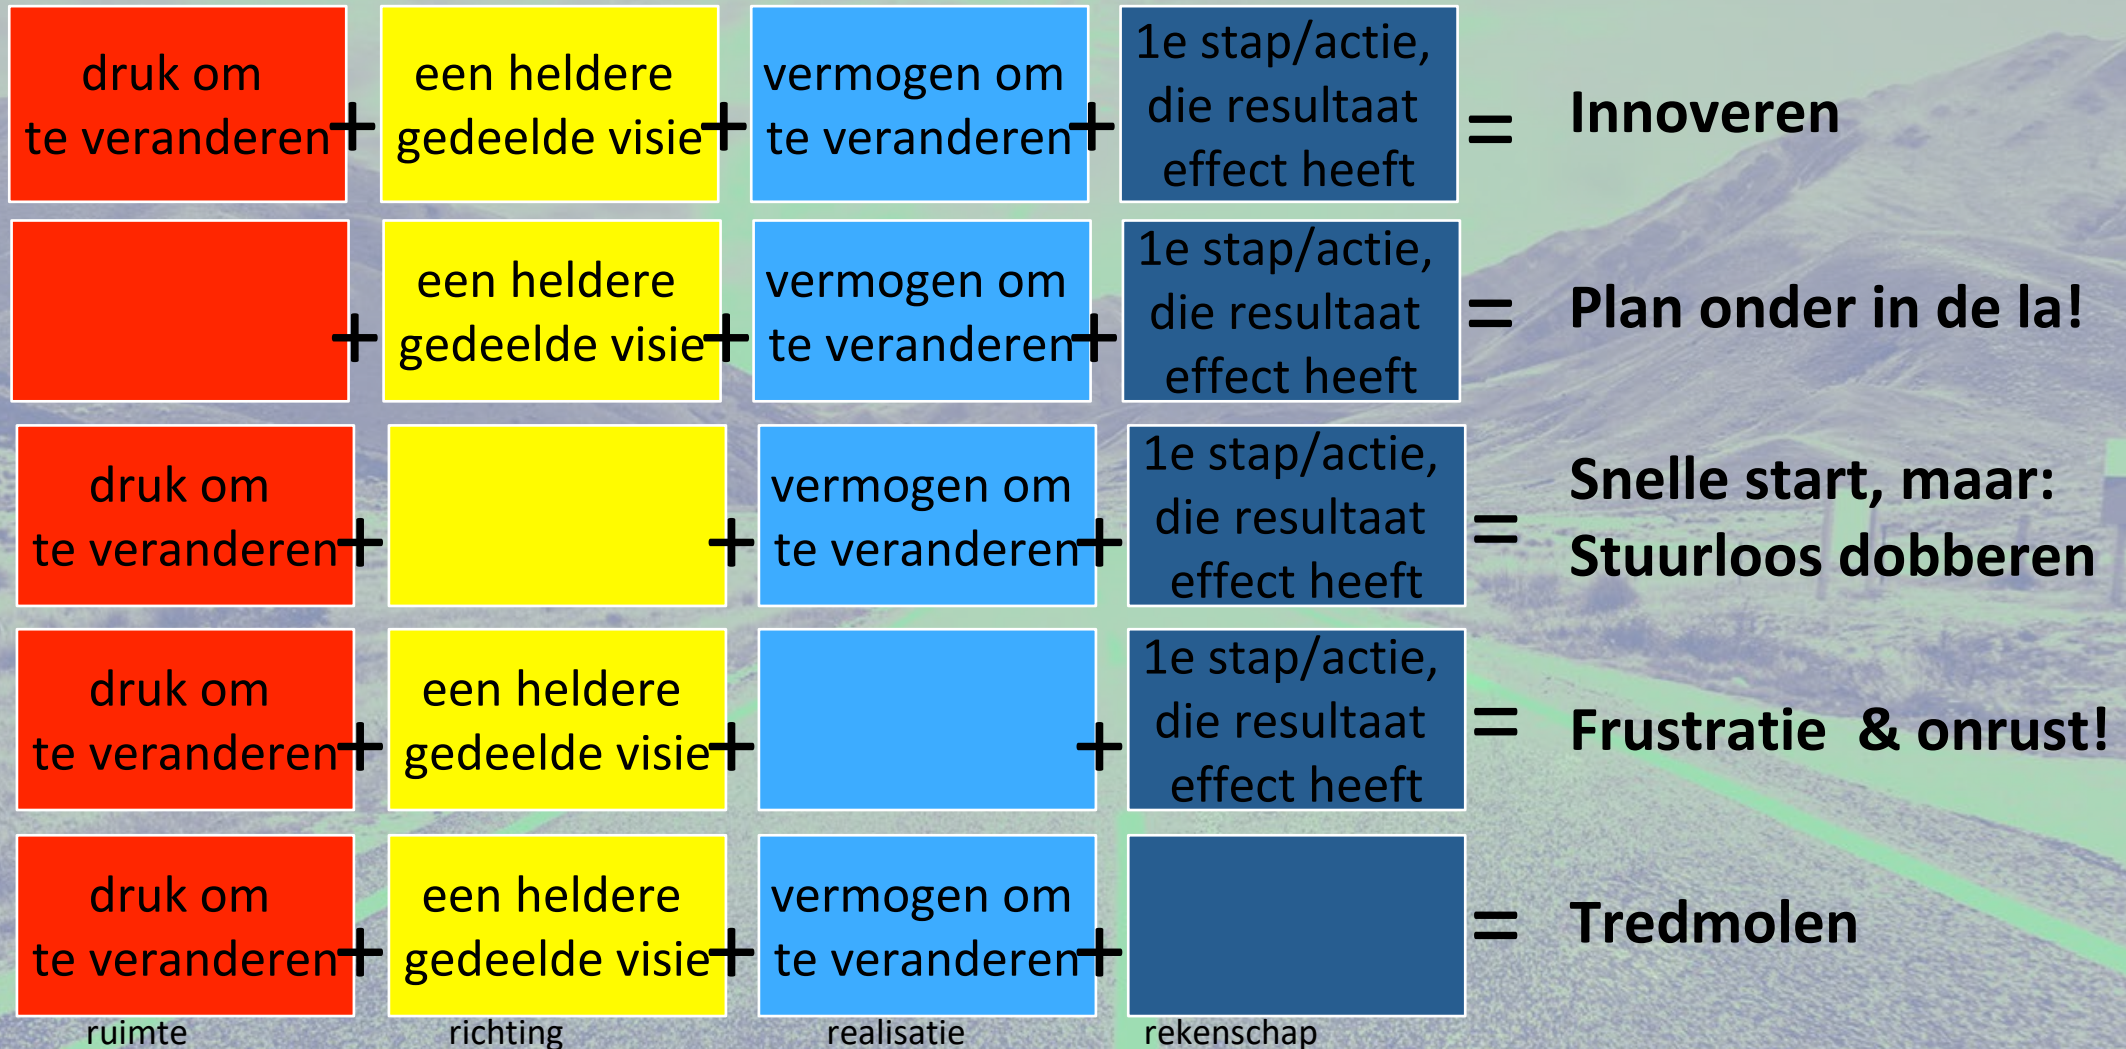 druk om
te veranderen
+
een heldere
gedeelde visie
+
vermogen om
te veranderen
+
1e stap/actie,
die resultaat
effect heeft
=
Innoveren
+
een heldere
gedeelde visie
+
vermogen om
te veranderen
+
1e stap/actie,
die resultaat
effect heeft
=
Plan onder in de la!
druk om
te veranderen
+
+
vermogen om
te veranderen
+
1e stap/actie,
die resultaat
effect heeft
=
Snelle start, maar:
Stuurloos dobberen
druk om
te veranderen
+
een heldere
gedeelde visie
+
+
1e stap/actie,
die resultaat
effect heeft
=
Frustratie & onrust!
druk om
te veranderen
+
een heldere
gedeelde visie
+
vermogen om
te veranderen
+
=
Tredmolen
ruimte
richting
realisatie
rekenschap